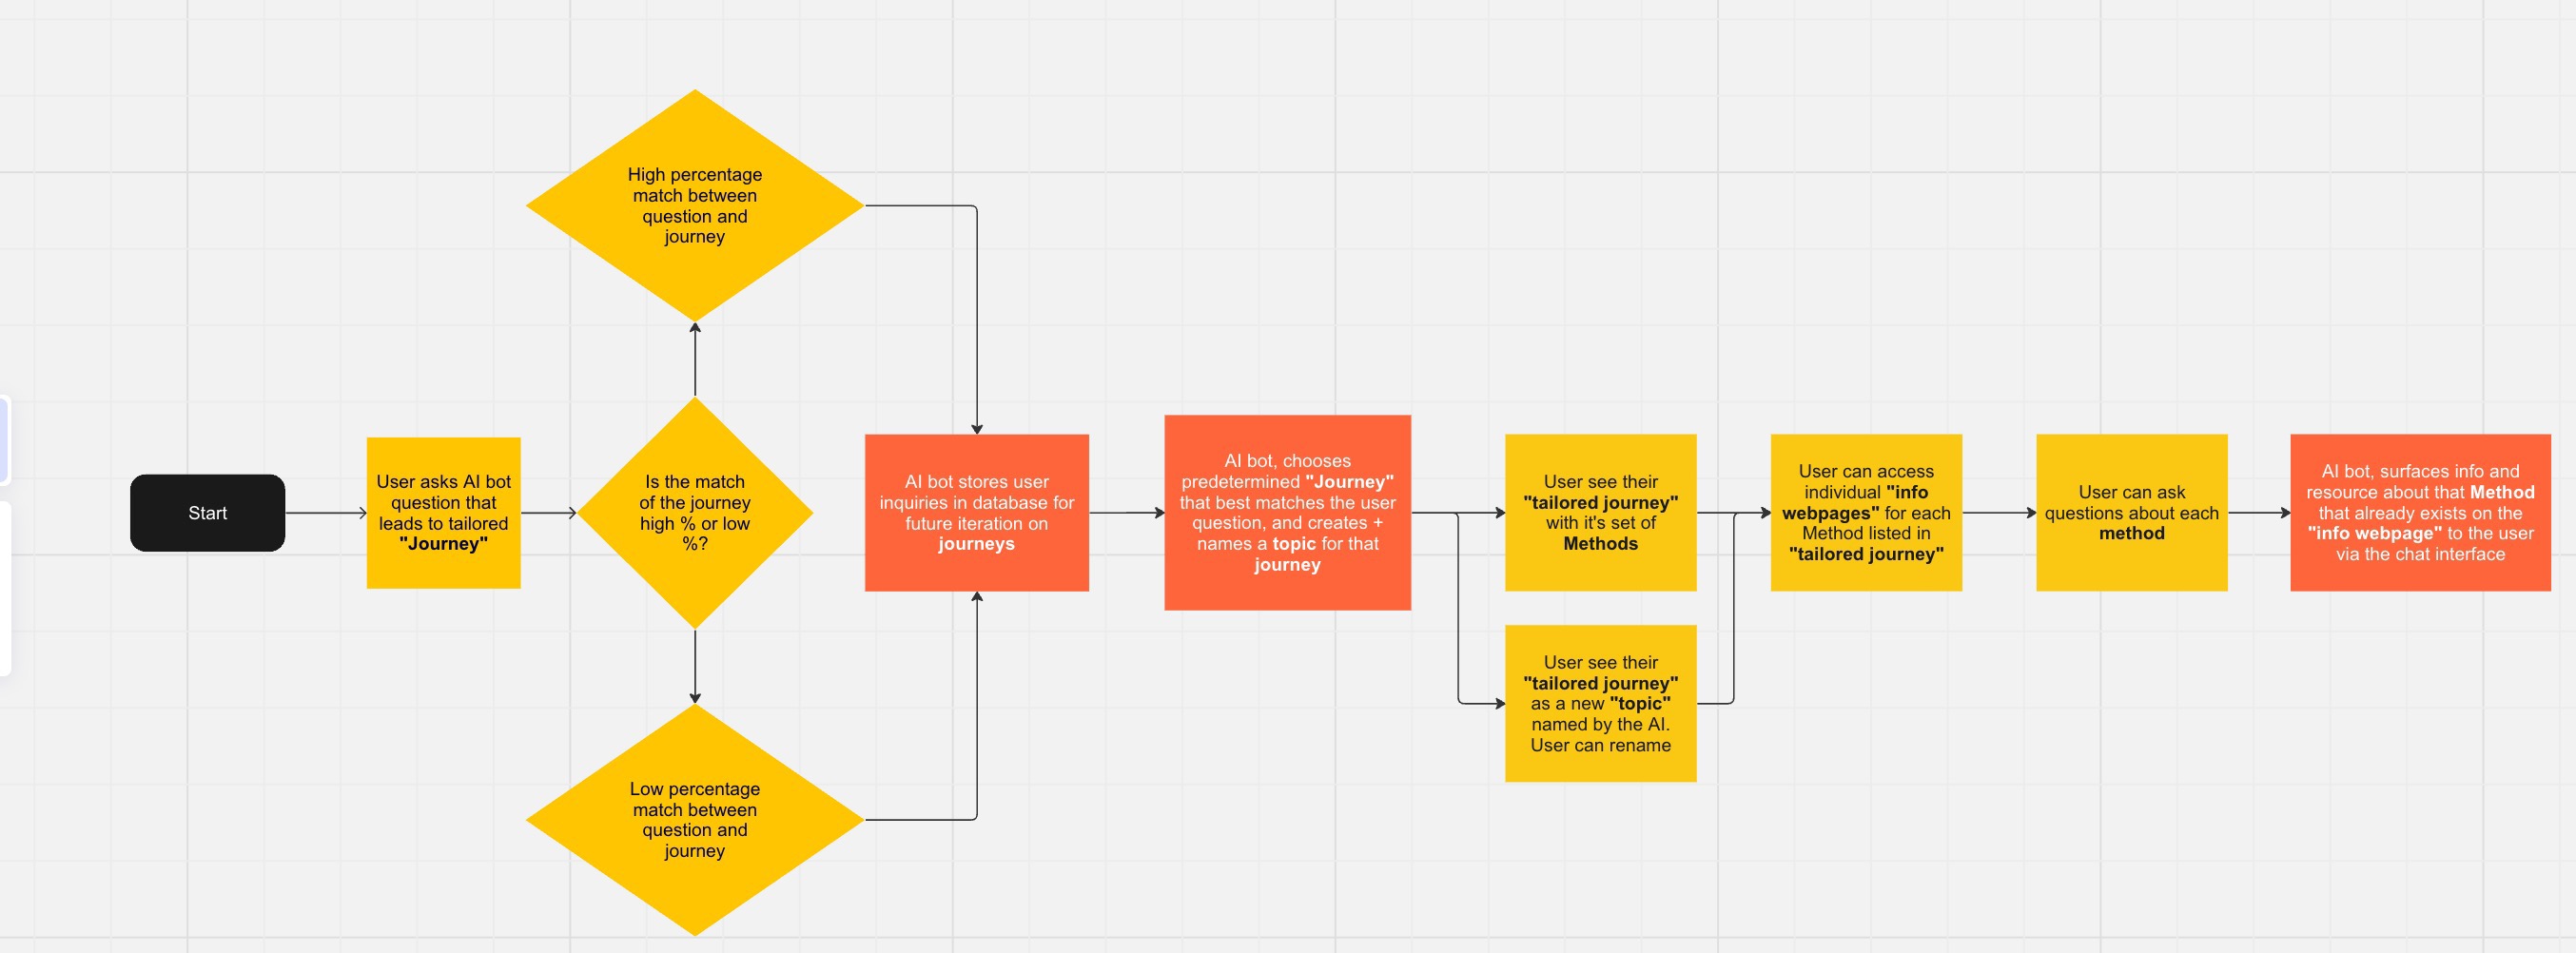 Start
User asks AI bot
question that
leads to tailored
"Journey"
Is the match
of the journey
high % or low
%?
High percentage
match between
question and
journey
Low percentage
match between
question and
journey
AI bot stores user
inquiries in database for
future iteration on
journeys
AI bot, chooses
predetermined "Journey"
that best matches the user
question, and creates +
names a topic for that
journey
User see their
"tailored journey"
with it's set of
Methods
User see their
"tailored journey"
as a new "topic"
named by the AI.
User can rename
User can access
individual "info
webpages" for each
Method listed in
"tailored journey"
User can ask
questions about each
method
AI bot, surfaces info and
resource about that Method
that already exists on the
"info webpage" to the user
via the chat interface